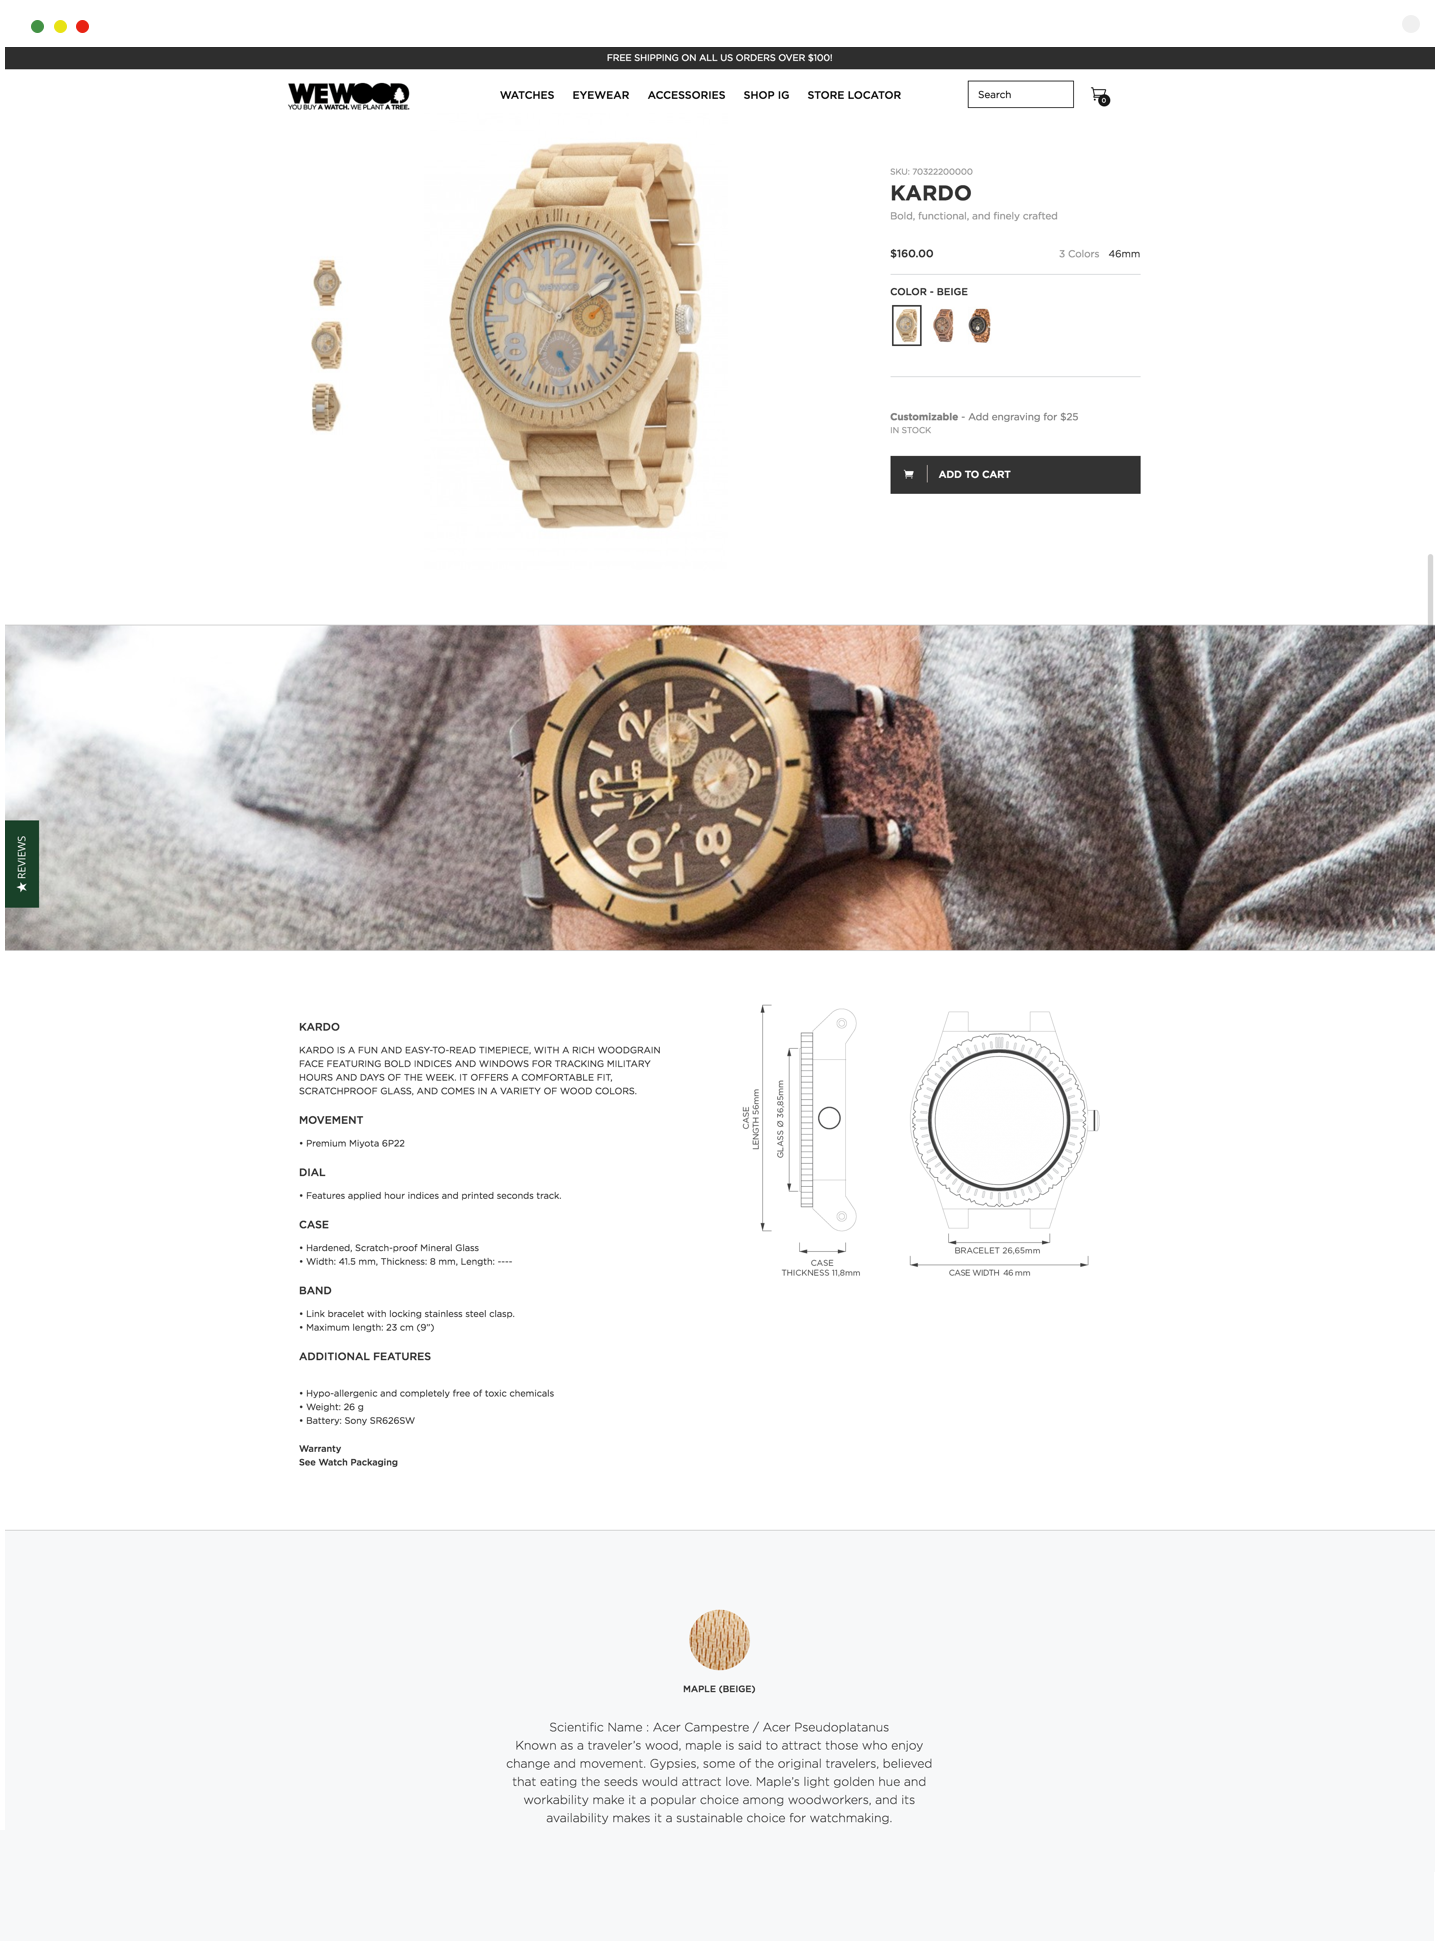 FREE SHIPPING ON ALL US ORDERS OVER $100!
WEWOOD
YOU BUY A WATCH. WE PLANT A TREE.
WATCHES EYEWEAR ACCESSORIES SHOP IG STORE LOCATOR
Search
0
SKU: 70322200000
KARDO
Bold, functional, and finely crafted
$160.00 3 Colors 46mm
COLOR - BEIGE
Customizable - Add engraving for $25
IN STOCK
ADD TO CART
12
2
4
8
10
WEWOOD
2
4
8
10
12
★ REVIEWS
KARDO
KARDO IS A FUN AND EASY-TO-READ TIMEPIECE, WITH A RICH WOODGRAIN
FACE FEATURING BOLD INDICES AND WINDOWS FOR TRACKING MILITARY
HOURS AND DAYS OF THE WEEK. IT OFFERS A COMFORTABLE FIT,
SCRATCHPROOF GLASS, AND COMES IN A VARIETY OF WOOD COLORS.
MOVEMENT
• Premium Miyota 6P22
DIAL
• Features applied hour indices and printed seconds track.
CASE
• Hardened, Scratch-proof Mineral Glass
• Width: 41.5 mm, Thickness: 8 mm, Length: ----
BAND
• Link bracelet with locking stainless steel clasp.
• Maximum length: 23 cm (9")
ADDITIONAL FEATURES
• Hypo-allergenic and completely free of toxic chemicals
• Weight: 26 g
• Battery: Sony SR626SW
Warranty
See Watch Packaging
CASE
LENGTH 56mm
GLASS Ø 36,85mm
CASE
THICKNESS 11,8mm
BRACELET 26,65mm
CASE WIDTH 46 mm
MAPLE (BEIGE)
Scientific Name : Acer Campestre / Acer Pseudoplatanus
Known as a traveler's wood, maple is said to attract those who enjoy
change and movement. Gypsies, some of the original travelers, believed
that eating the seeds would attract love. Maple's light golden hue and
workability make it a popular choice among woodworkers, and its
availability makes it a sustainable choice for watchmaking.